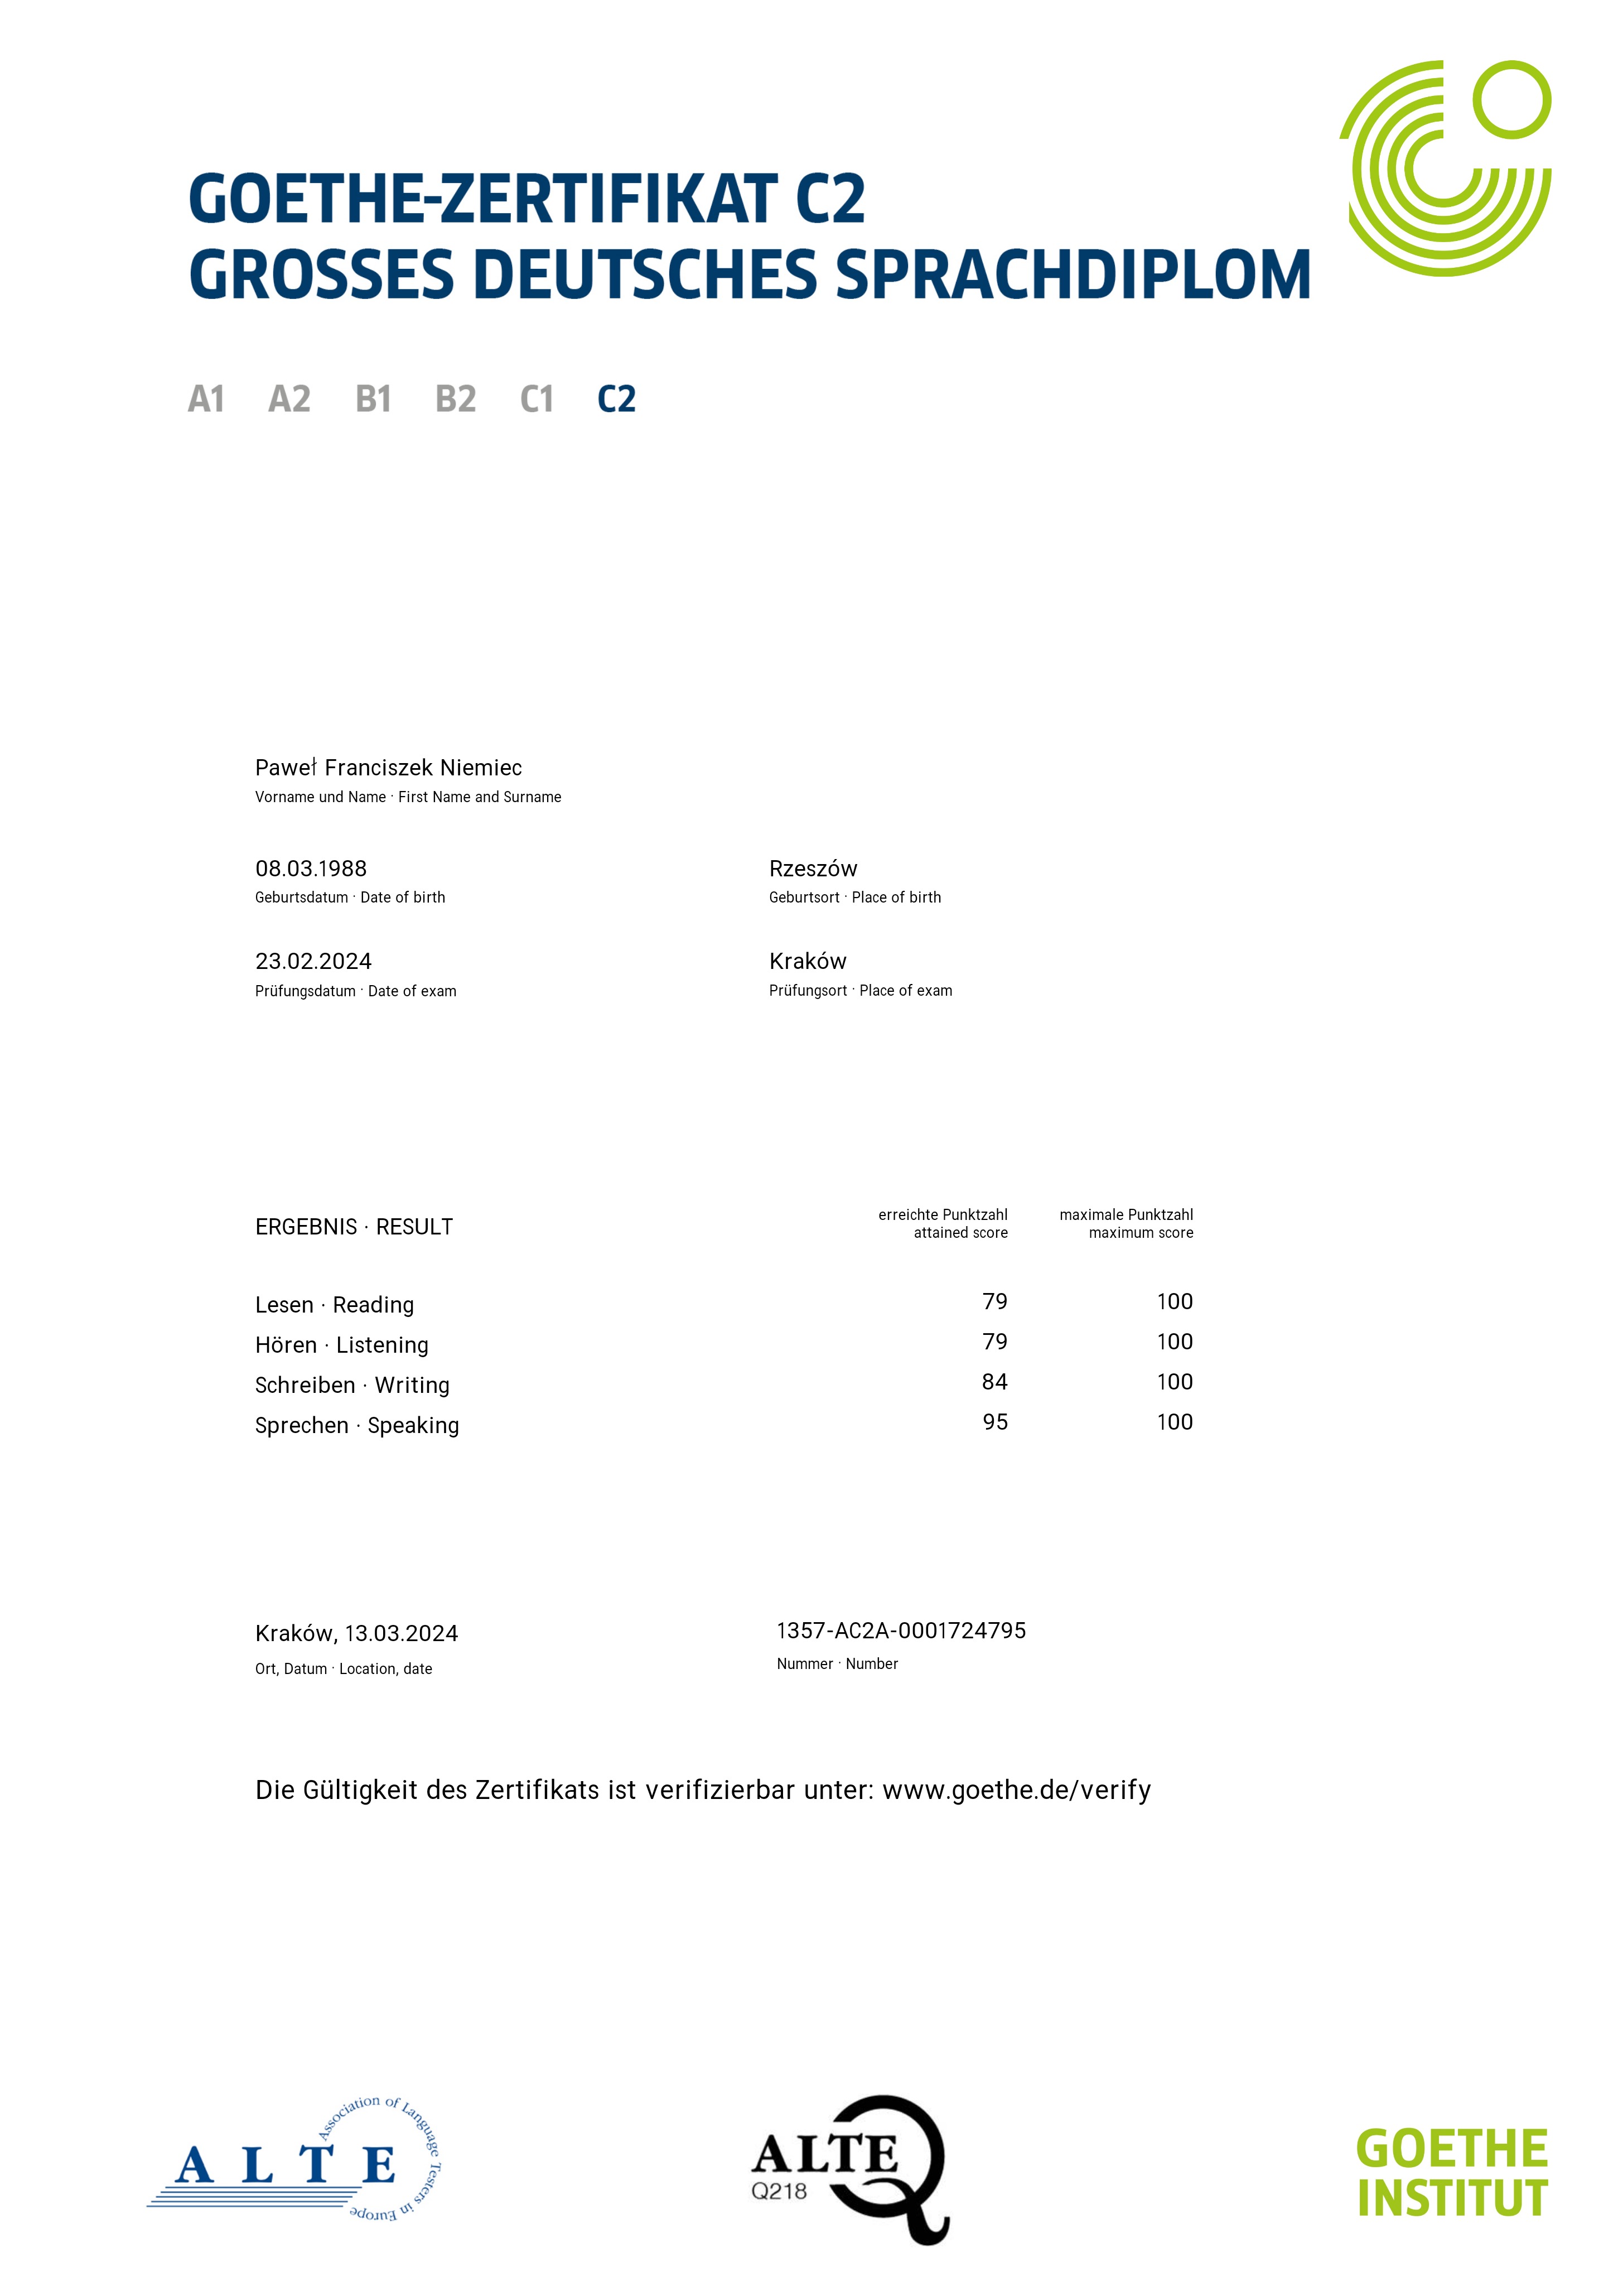 GOETHE-ZERTIFIKAT C2
GROSSES DEUTSCHES SPRACHDIPLOM
A1 A2 B1 B2 C1 C2
Paweł Franciszek Niemiec
Vorname und Name · First Name and Surname
08.03.1988 Rzeszów
Geburtsdatum · Date of birth Geburtsort · Place of birth
23.02.2024 Kraków
Prüfungsdatum · Date of exam Prüfungsort · Place of exam
ERGEBNIS · RESULT
erreichte Punktzahl maximale Punktzahl
attained score maximum score
Lesen · Reading 79 100
Hören · Listening 79 100
Schreiben · Writing 84 100
Sprechen · Speaking 95 100
Kraków, 13.03.2024 1357-AC2A-0001724795
Ort, Datum · Location, date Nummer · Number
Die Gültigkeit des Zertifikats ist verifizierbar unter: www.goethe.de/verify
ALTE
Association of Language Testers in Europe
ALTE
Q218
GOETHE
INSTITUT